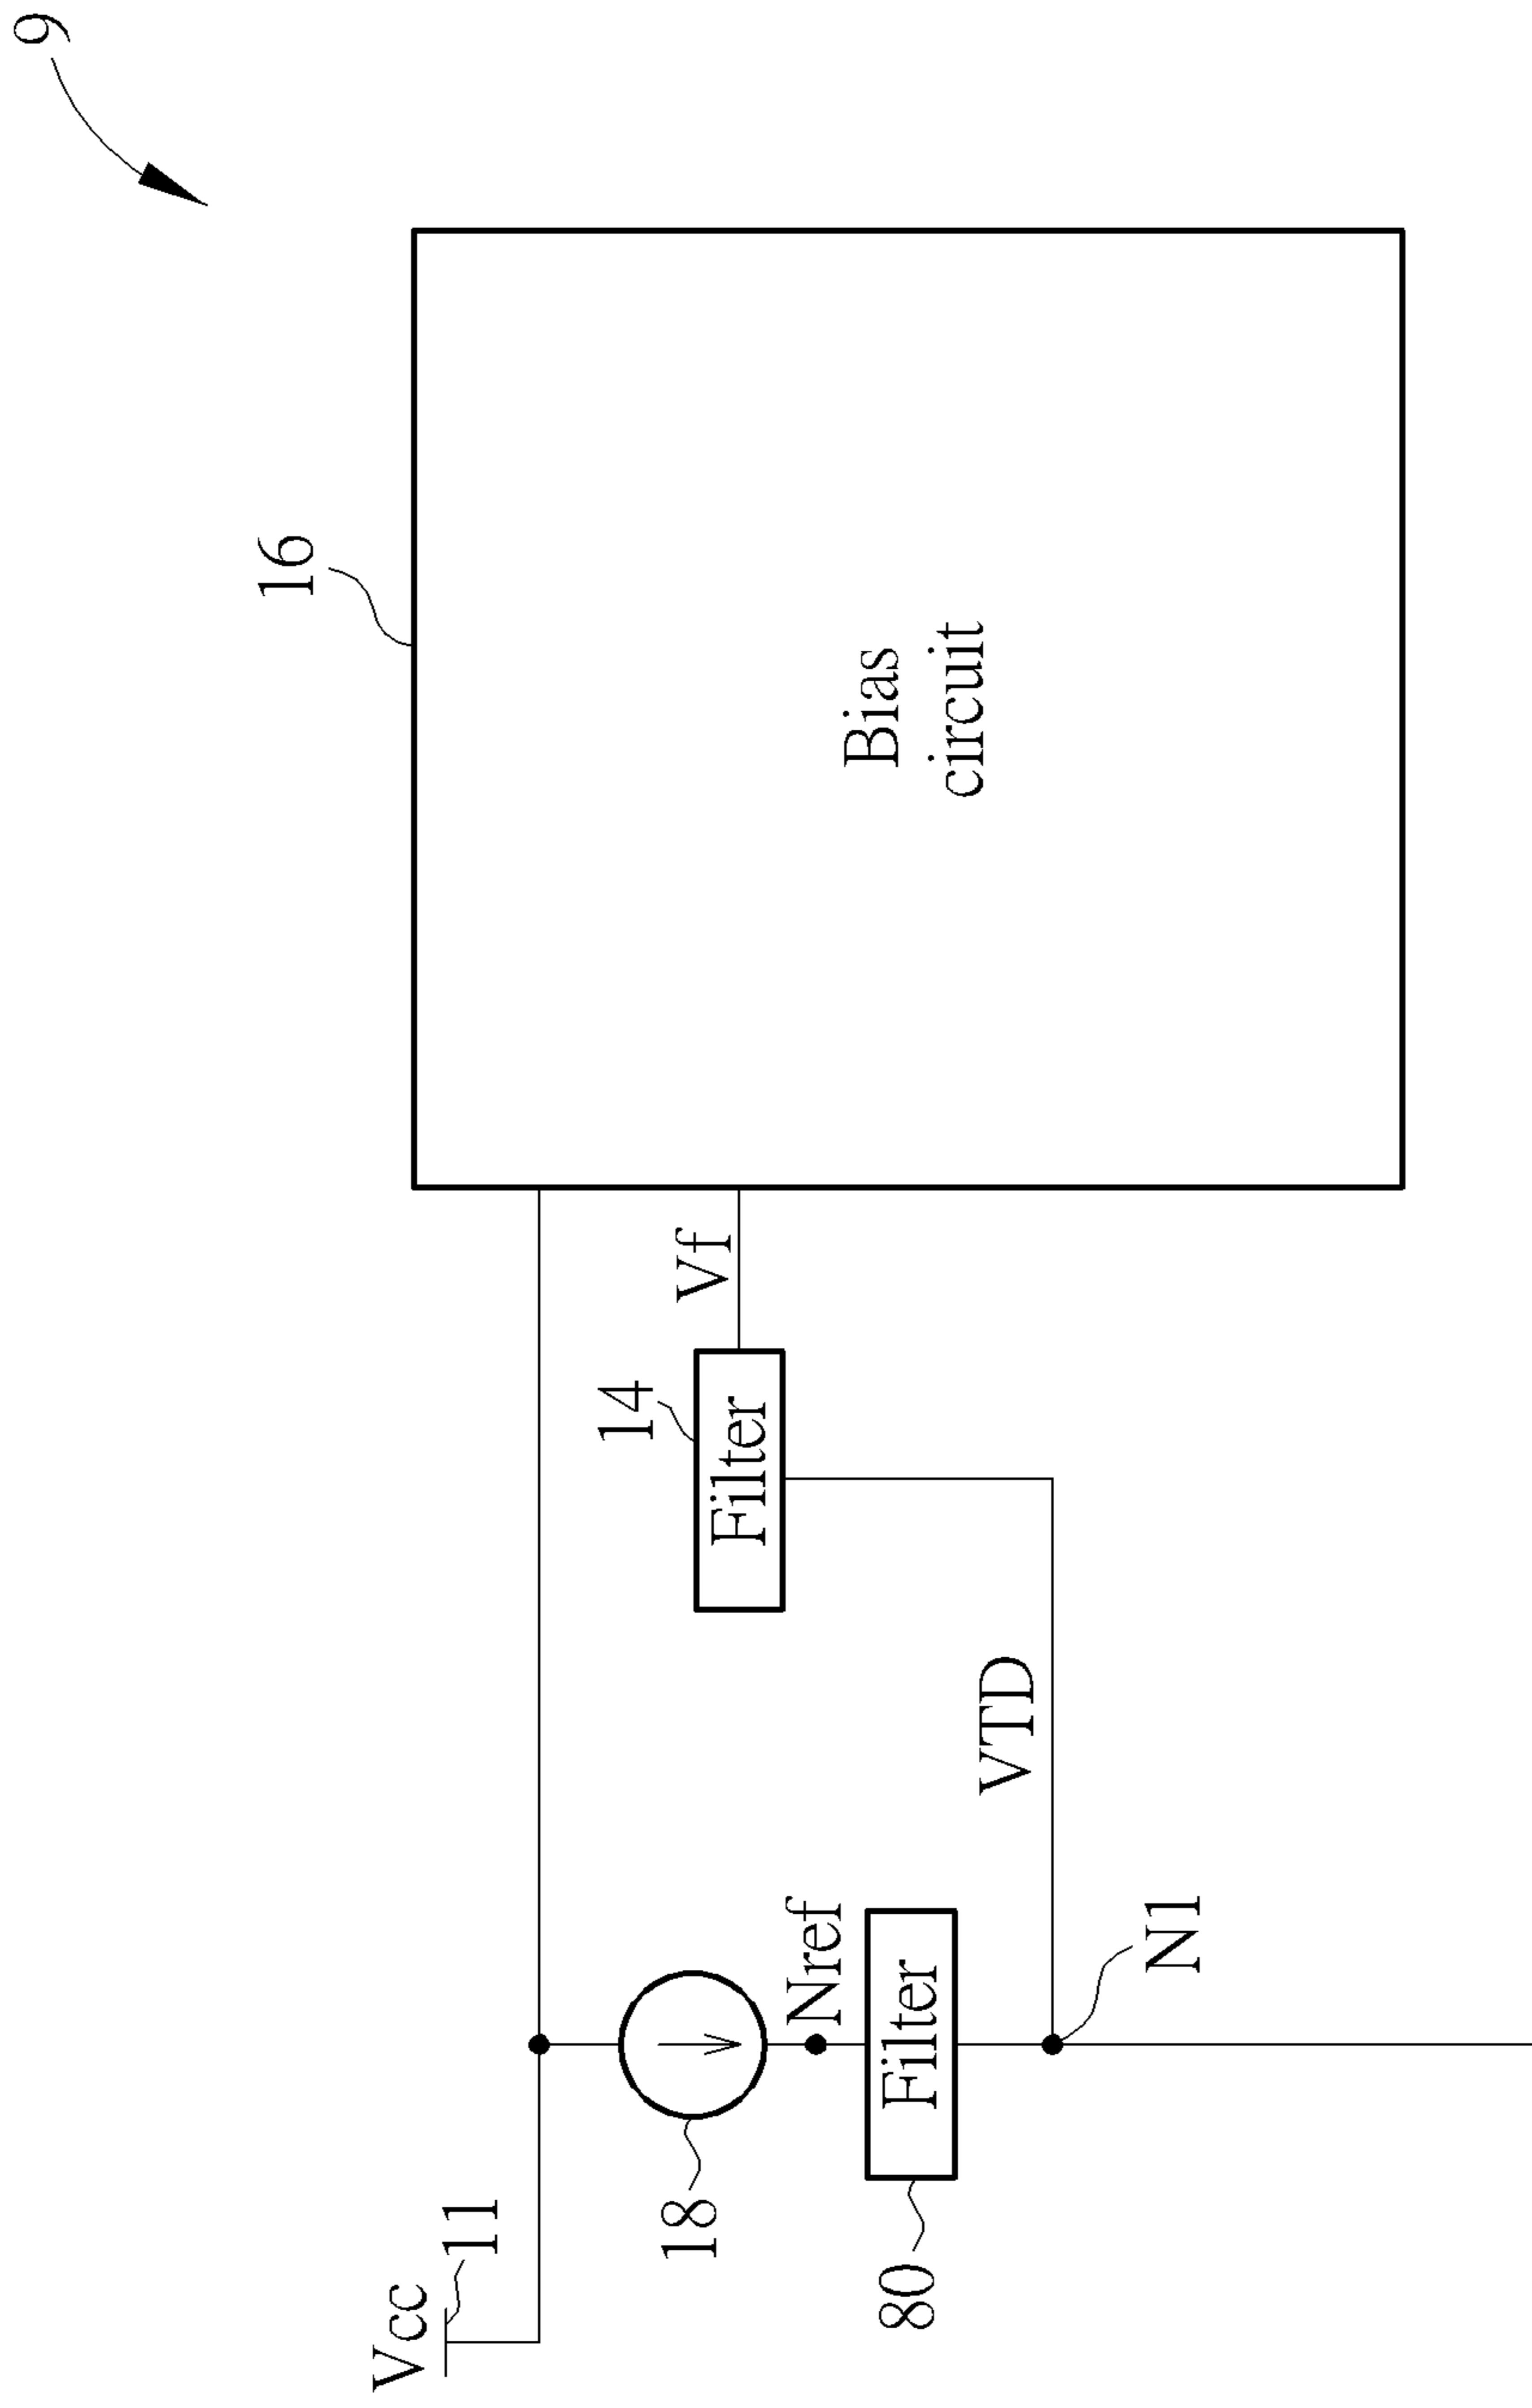 9
Vcc
11
16
18
Nref
14
Vf
Filter
Bias
circuit
80
Filter
VTD
N1